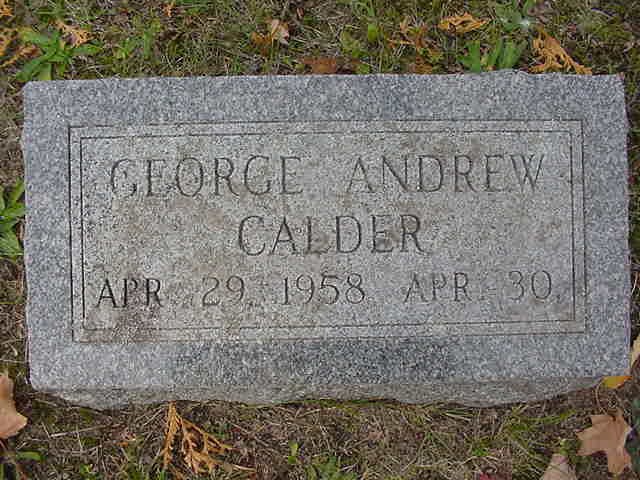 GEORGE ANDREW
CALDER
APR. 29, 1958 APR. 30,